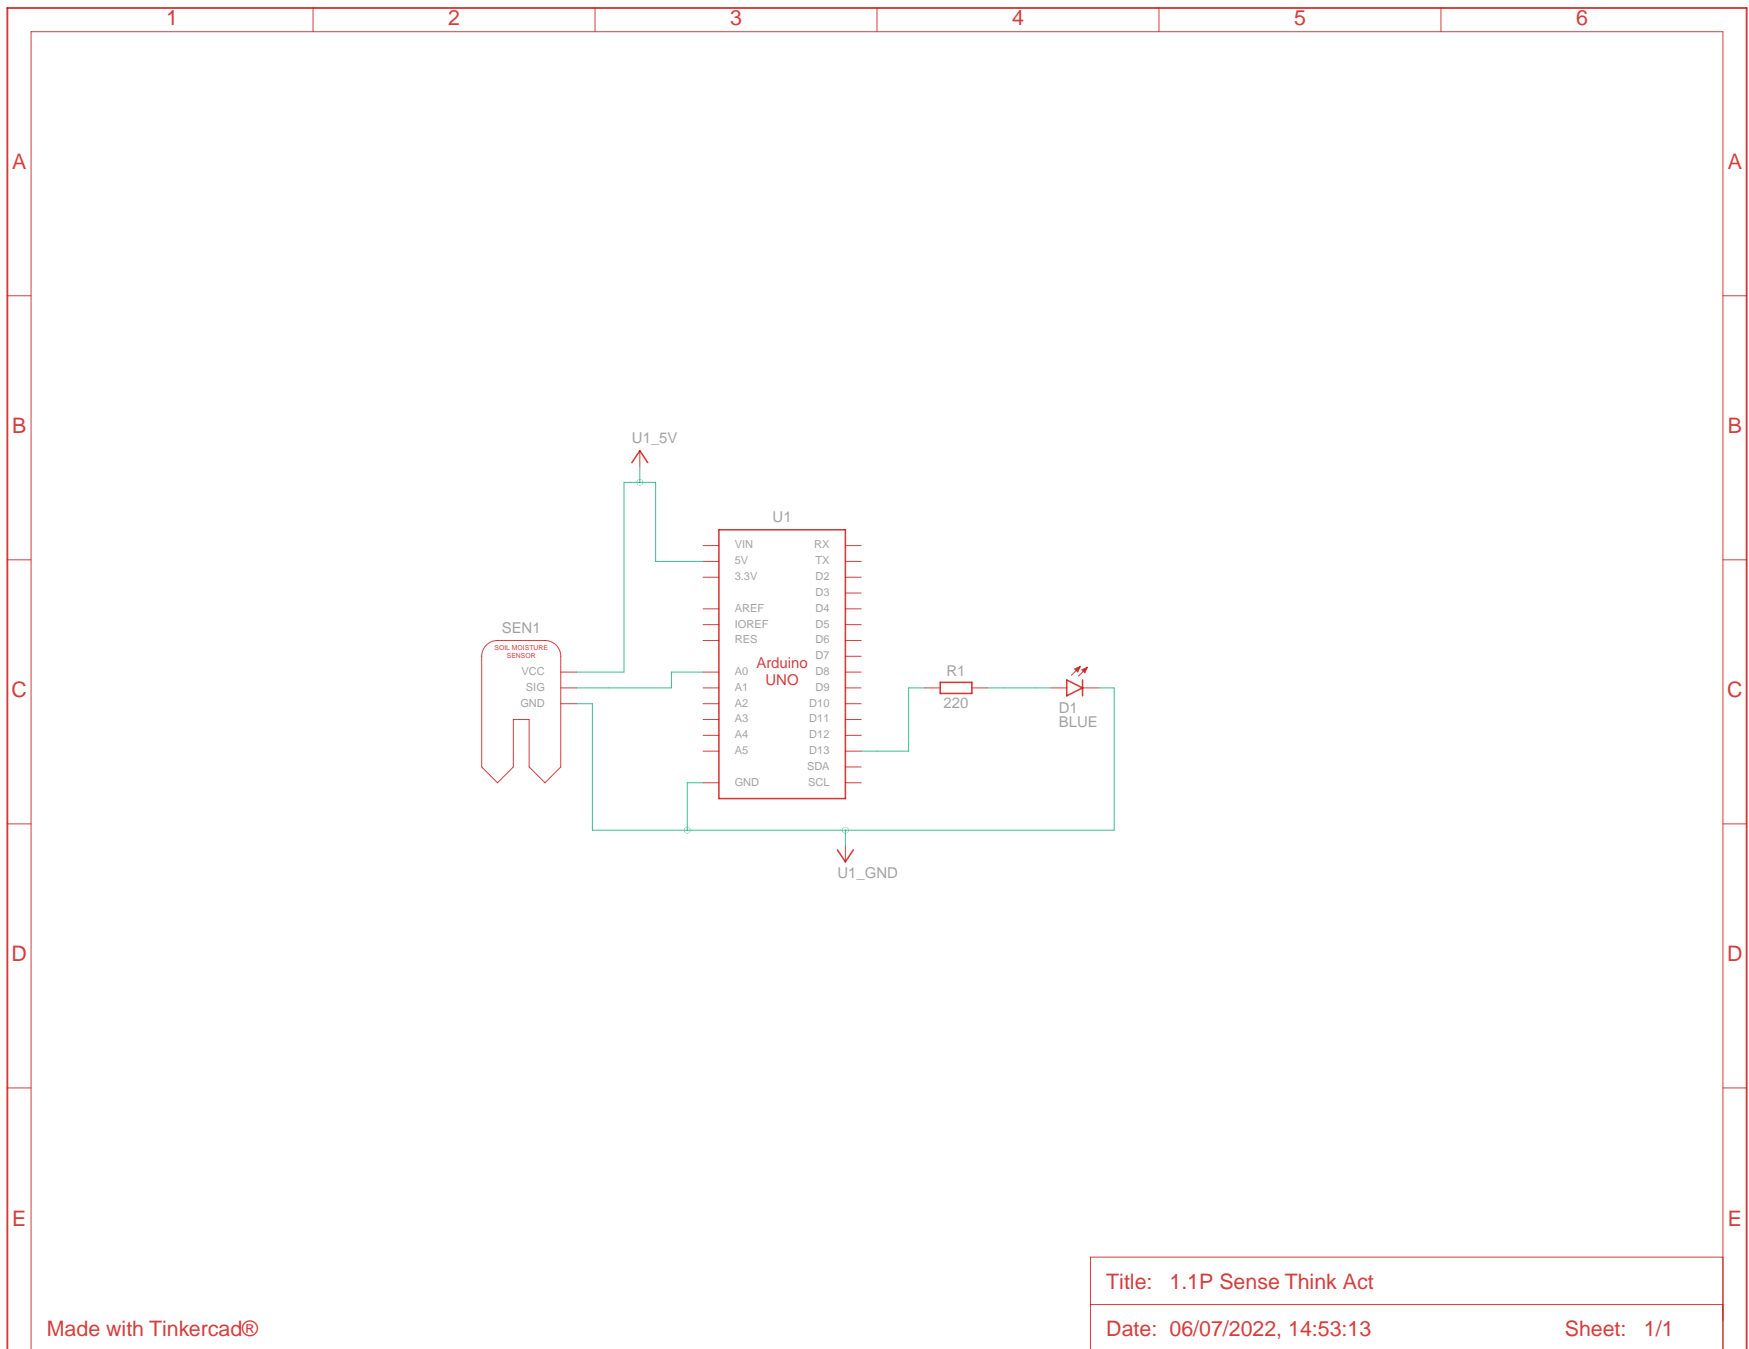 1 2 3 4 5 6
A A
B B
U1_5V
U1
VIN RX
5V TX
3.3V D2
D3
AREF D4
IOREF D5
RES D6
D7
A0 D8
A1 D9
A2 D10
A3 D11
A4 D12
A5 D13
SDA
GND SCL
Arduino
UNO
SEN1
SOIL MOISTURE
SENSOR
VCC
SIG
GND
R1
220
D1
BLUE
C C
U1_GND
D D
E E
Title: 1.1P Sense Think Act
Made with Tinkercad®
Date: 06/07/2022, 14:53:13 Sheet: 1/1